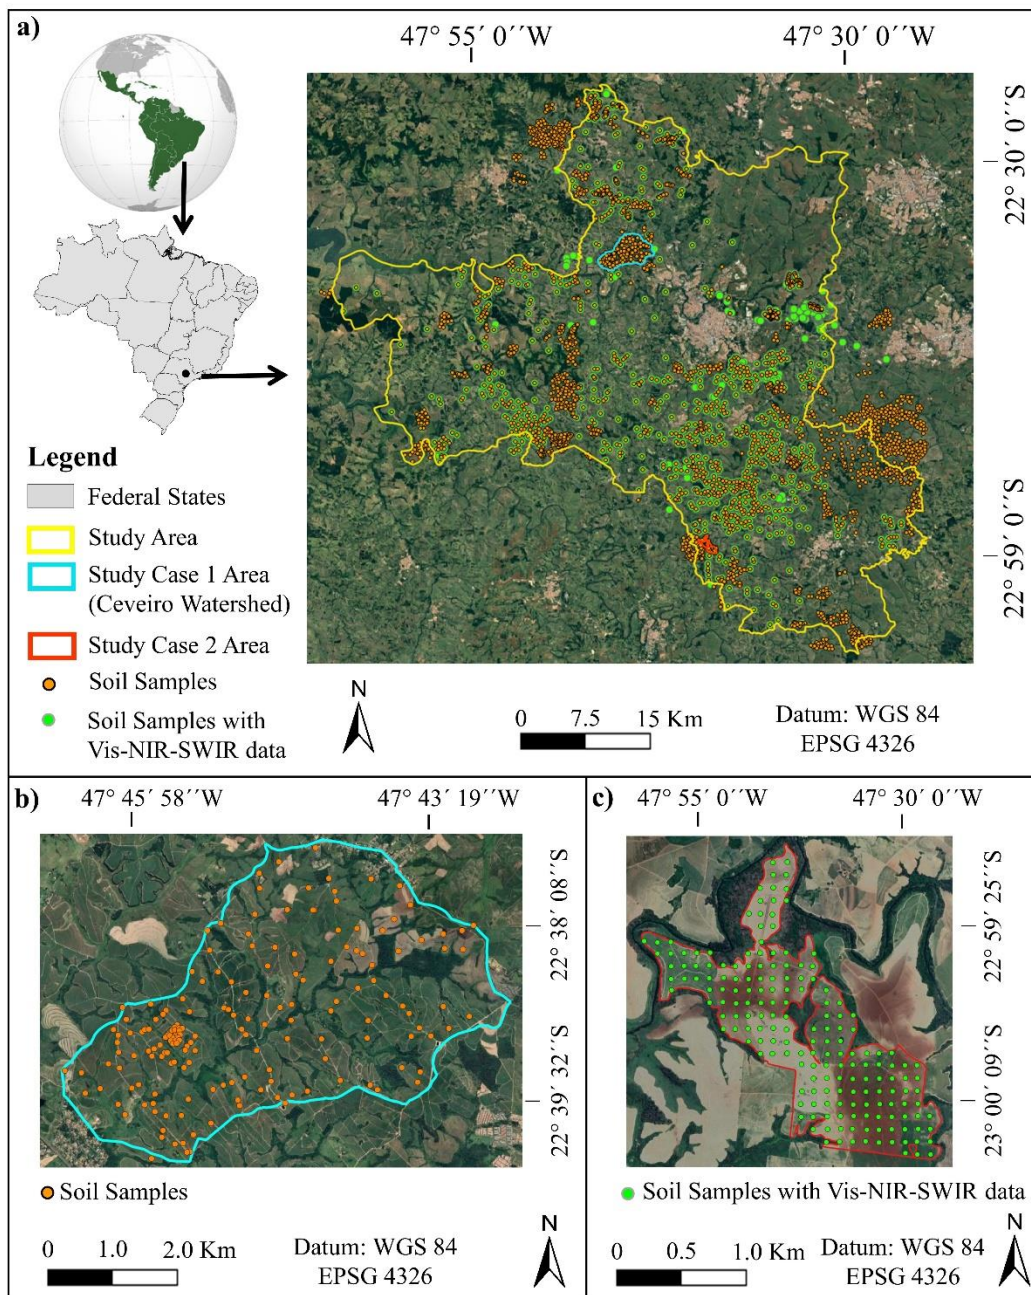 a)
47° 55´ 0´´W
47° 30´ 0´´W
22° 30´ 0´´S
22° 59´ 0´´S
Legend
Federal States
Study Area
Study Case 1 Area
(Ceveiro Watershed)
Study Case 2 Area
Soil Samples
Soil Samples with
Vis-NIR-SWIR data
N
0 7.5 15 Km
Datum: WGS 84
EPSG 4326
b)
47° 45´ 58´´W
47° 43´ 19´´W
22° 38´ 08´´S
22° 39´ 32´´S
Soil Samples
0 1.0 2.0 Km
Datum: WGS 84
EPSG 4326
N
c)
47° 55´ 0´´W
47° 30´ 0´´W
22° 59´ 25´´S
23° 00´ 09´´S
Soil Samples with Vis-NIR-SWIR data
0 0.5 1.0 Km
Datum: WGS 84
EPSG 4326
N